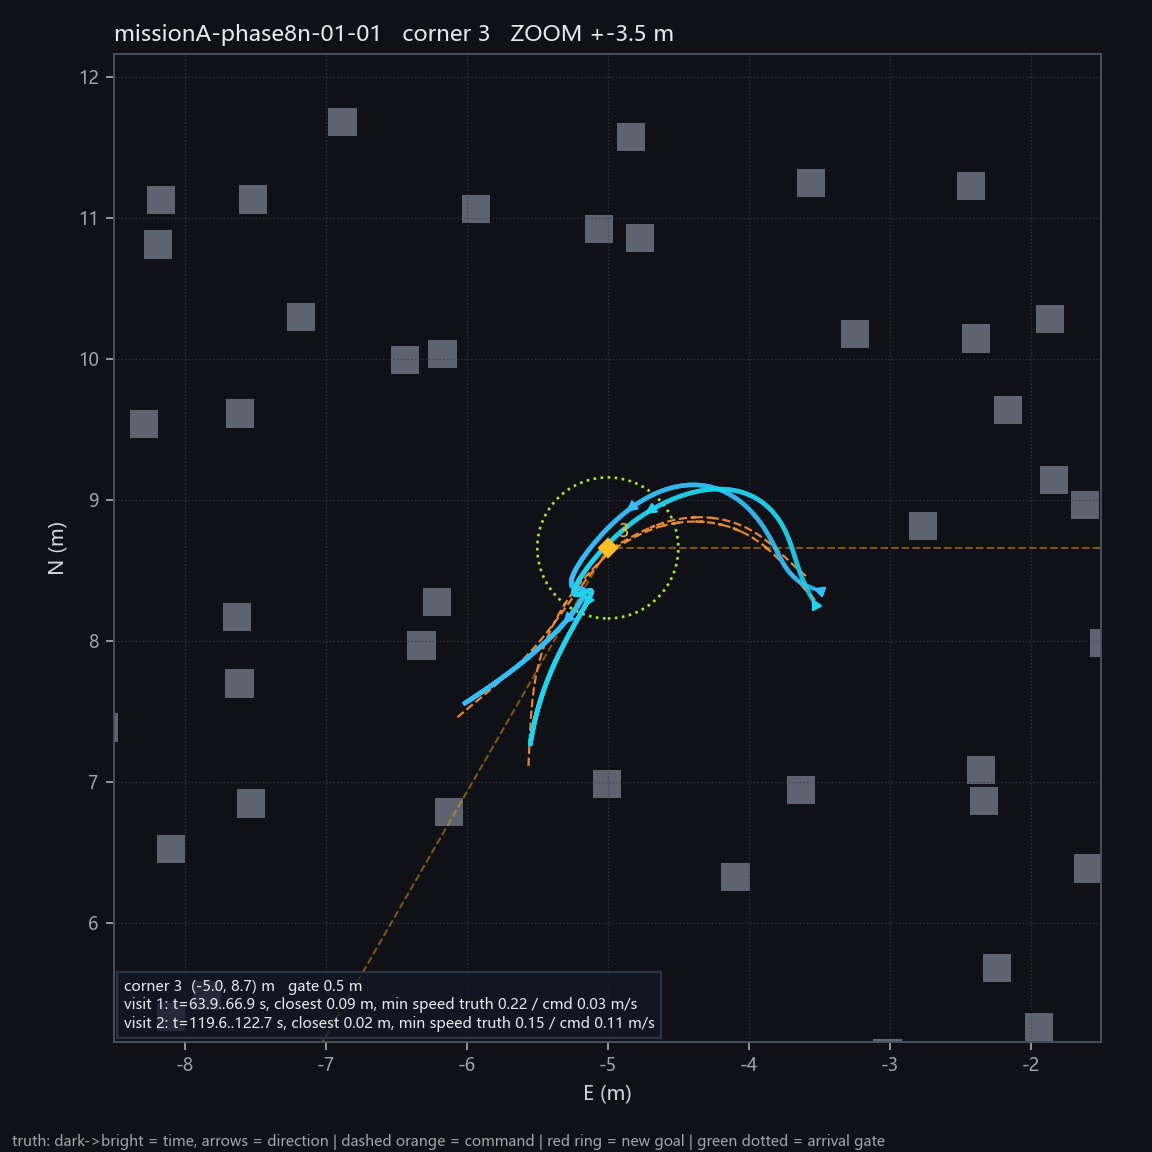 missionA-phase8n-01-01   corner 3   ZOOM +-3.5 m
12
11
10
9
8
7
6
N (m)
3
corner 3  (-5.0, 8.7) m   gate 0.5 m
visit 1: t=63.9..66.9 s, closest 0.09 m, min speed truth 0.22 / cmd 0.03 m/s
visit 2: t=119.6..122.7 s, closest 0.02 m, min speed truth 0.15 / cmd 0.11 m/s
-8 -7 -6 -5 -4 -3 -2
E (m)
truth: dark->bright = time, arrows = direction | dashed orange = command | red ring = new goal | green dotted = arrival gate